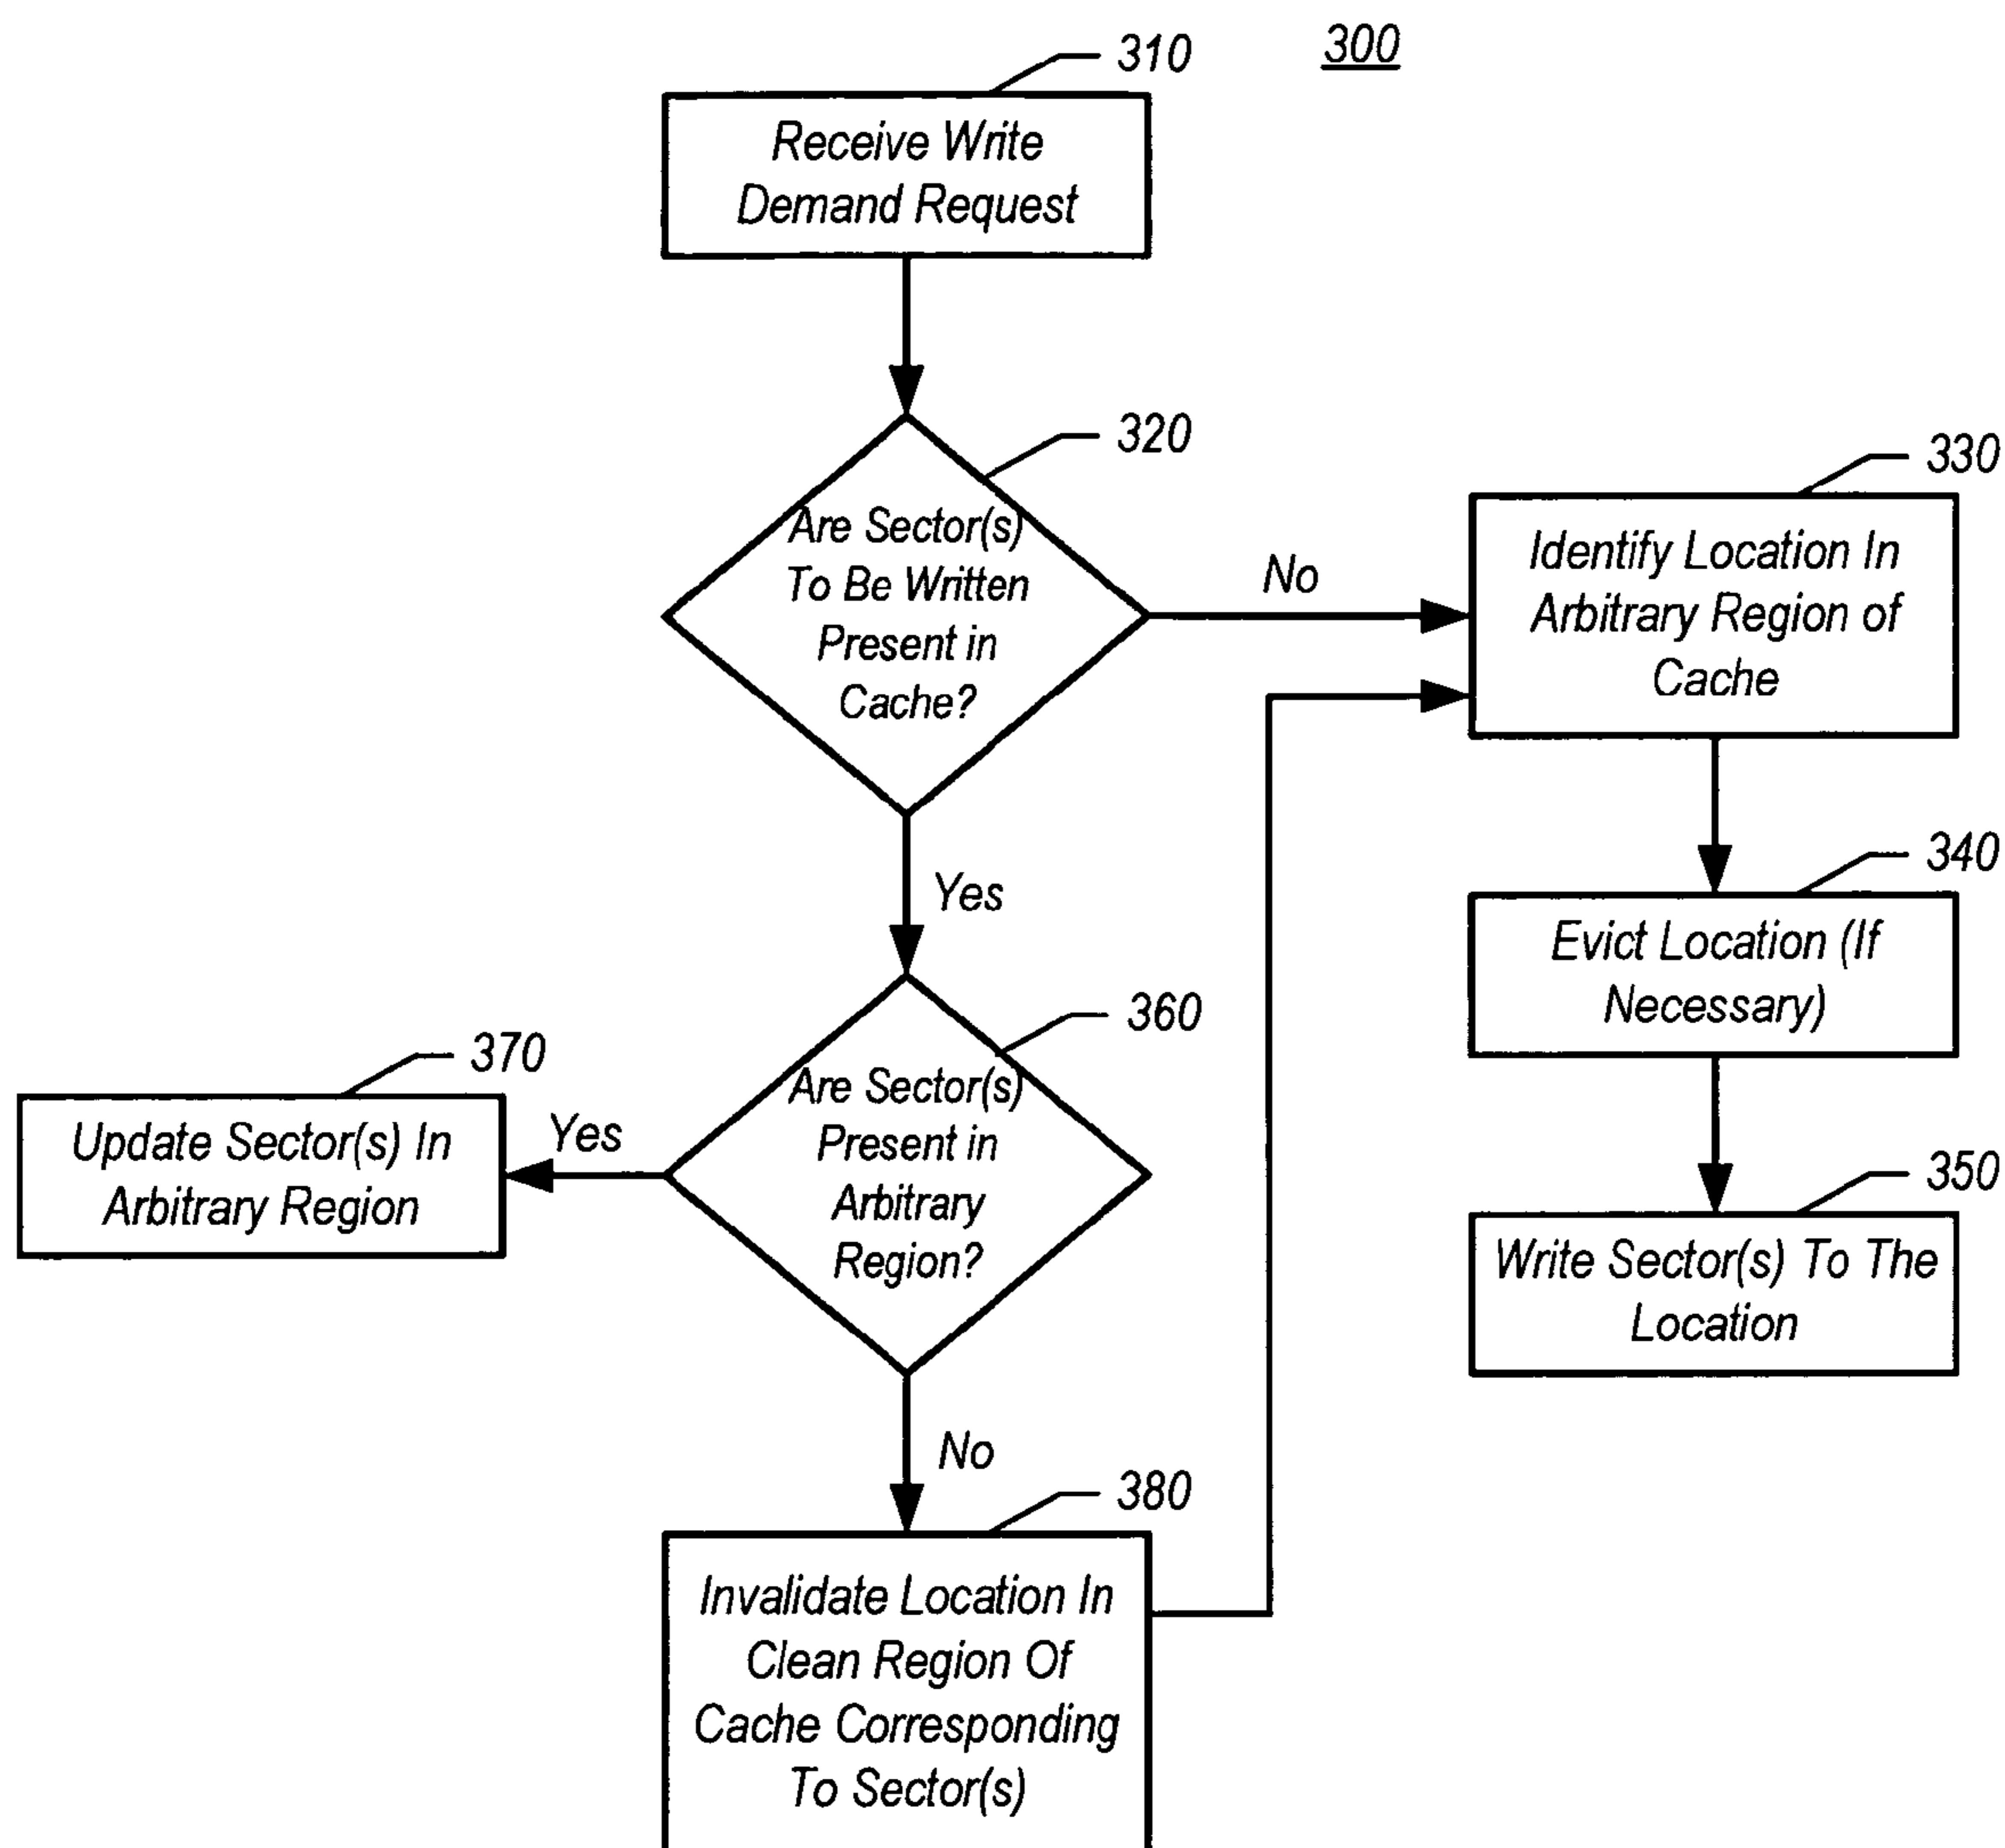 300
310
Receive Write
Demand Request
320
Are Sector(s)
To Be Written
Present in
Cache?
No
330
Identify Location In
Arbitrary Region of
Cache
340
Evict Location (If
Necessary)
350
Write Sector(s) To The
Location
Yes
360
Are Sector(s)
Present in
Arbitrary
Region?
Yes
370
Update Sector(s) In
Arbitrary Region
No
380
Invalidate Location In
Clean Region Of
Cache Corresponding
To Sector(s)